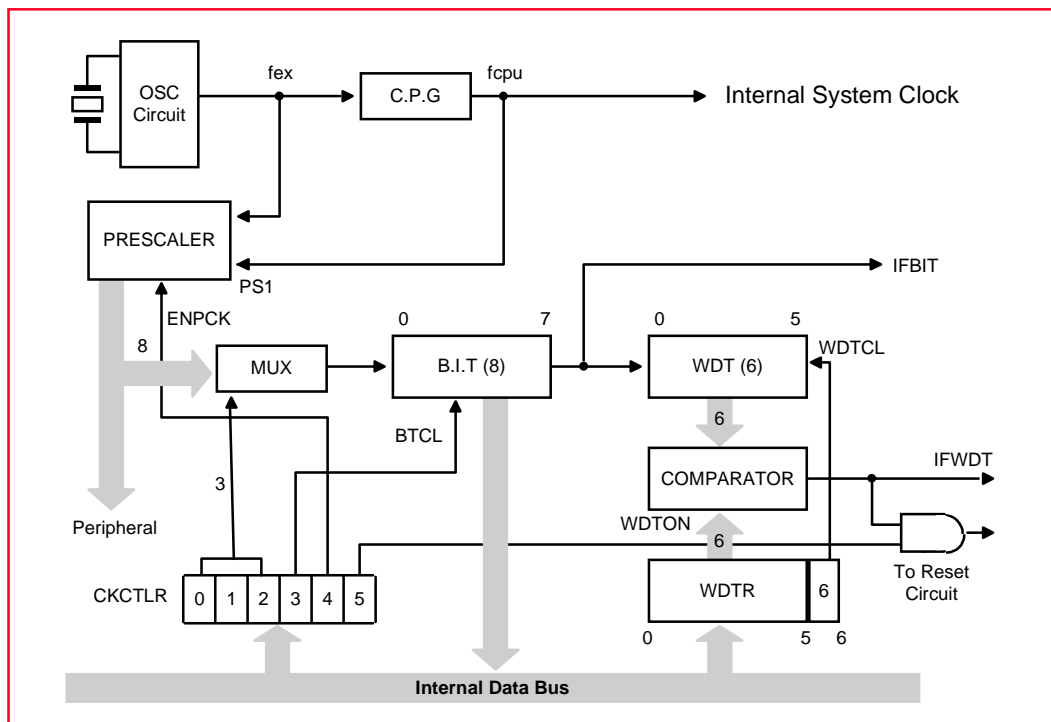 fex
fcpu
OSC
Circuit
C.P.G
Internal System Clock
PRESCALER
PS1
IFBIT
ENPCK
0
7
0
5
WDTCL
8
MUX
B.I.T (8)
WDT (6)
BTCL
6
3
COMPARATOR
IFWDT
Peripheral
WDTON
6
To Reset
Circuit
CKCTLR
0 1 2 3 4 5
WDTR
6
0
5
6
Internal Data Bus